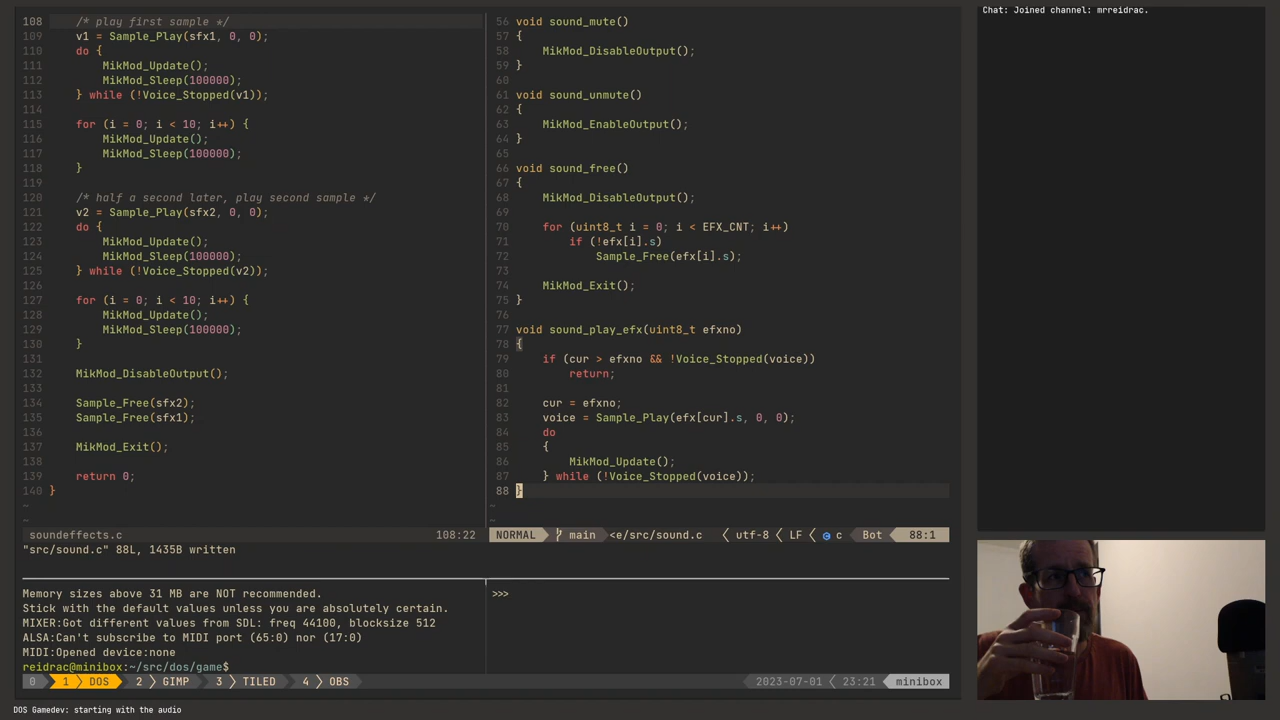 108 /* play first sample */
109 v1 = Sample_Play(sfx1, 0, 0);
110 do {
111 MikMod_Update();
112 MikMod_Sleep(100000);
113 } while (!Voice_Stopped(v1));
114
115 for (i = 0; i < 10; i++) {
116 MikMod_Update();
117 MikMod_Sleep(100000);
118 }
119
120 /* half a second later, play second sample */
121 v2 = Sample_Play(sfx2, 0, 0);
122 do {
123 MikMod_Update();
124 MikMod_Sleep(100000);
125 } while (!Voice_Stopped(v2));
126
127 for (i = 0; i < 10; i++) {
128 MikMod_Update();
129 MikMod_Sleep(100000);
130 }
131
132 MikMod_DisableOutput();
133
134 Sample_Free(sfx2);
135 Sample_Free(sfx1);
136
137 MikMod_Exit();
138
139 return 0;
140 }
~
~
soundeffects.c 108:22
"src/sound.c" 88L, 1435B written
56 void sound_mute()
57 {
58 MikMod_DisableOutput();
59 }
60
61 void sound_unmute()
62 {
63 MikMod_EnableOutput();
64 }
65
66 void sound_free()
67 {
68 MikMod_DisableOutput();
69
70 for (uint8_t i = 0; i < EFX_CNT; i++)
71 if (!efx[i].s)
72 Sample_Free(efx[i].s);
73
74 MikMod_Exit();
75 }
76
77 void sound_play_efx(uint8_t efxno)
78 {
79 if (cur > efxno && !Voice_Stopped(voice))
80 return;
81
82 cur = efxno;
83 voice = Sample_Play(efx[cur].s, 0, 0);
84 do
85 {
86 MikMod_Update();
87 } while (!Voice_Stopped(voice));
88 }
~
~
NORMAL main <e/src/sound.c utf-8 LF c Bot 88:1
Memory sizes above 31 MB are NOT recommended.
Stick with the default values unless you are absolutely certain.
MIXER:Got different values from SDL: freq 44100, blocksize 512
ALSA:Can't subscribe to MIDI port (65:0) nor (17:0)
MIDI:Opened device:none
reidrac@minibox:~/src/dos/game$
>>>
0 1 DOS 2 GIMP 3 TILED 4 OBS 2023-07-01 23:21 minibox
Chat: Joined channel: mrreidrac.
DOS Gamedev: starting with the audio